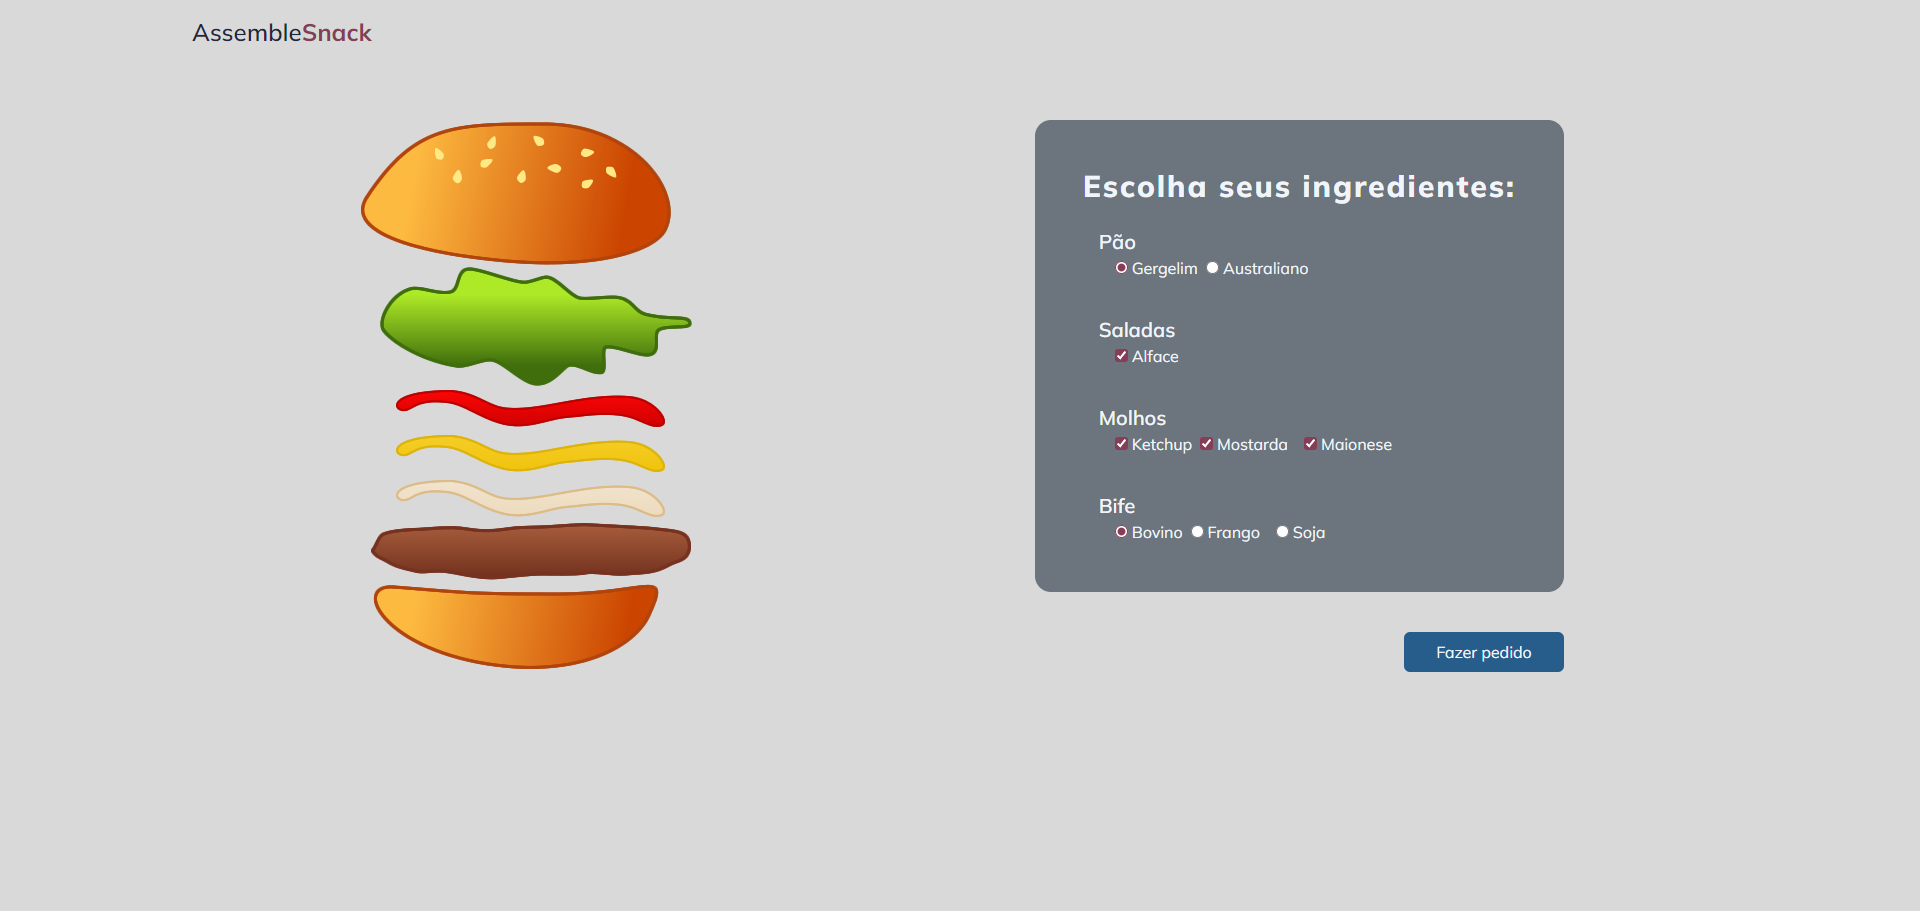 AssembleSnack
Escolha seus ingredientes:
Pão
Gergelim Australiano
Saladas
Alface
Molhos
Ketchup Mostarda Maionese
Bife
Bovino Frango Soja
Fazer pedido